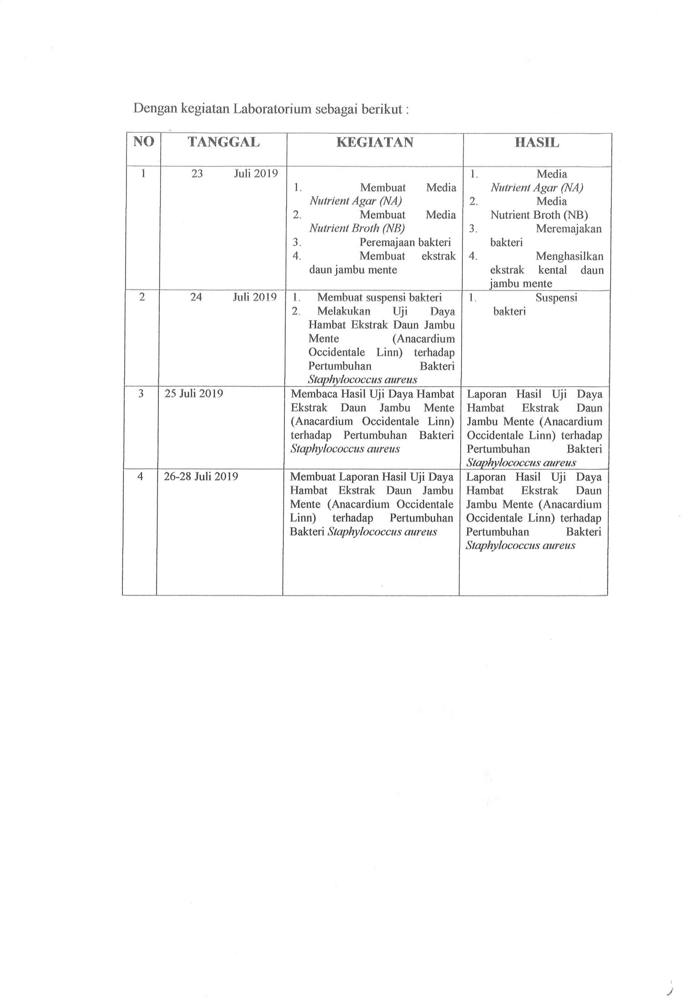 Dengan kegiatan Laboratorium sebagai berikut :
NO TANGGAL KEGIATAN HASIL
1
23 Juli 2019
1. Membuat Media
Nutrient Agar (NA)
2. Membuat Media
Nutrient Broth (NB)
3. Peremajaan bakteri
4. Membuat ekstrak
daun jambu mente
1. Media
Nutrient Agar (NA)
2. Media
Nutrient Broth (NB)
3. Meremajakan
bakteri
4. Menghasilkan
ekstrak kental daun
jambu mente
2
24 Juli 2019
1. Membuat suspensi bakteri
2. Melakukan Uji Daya
Hambat Ekstrak Daun Jambu
Mente (Anacardium
Occidentale Linn) terhadap
Pertumbuhan Bakteri
Staphylococcus aureus
1. Suspensi
bakteri
3
25 Juli 2019
Membaca Hasil Uji Daya Hambat
Ekstrak Daun Jambu Mente
(Anacardium Occidentale Linn)
terhadap Pertumbuhan Bakteri
Staphylococcus aureus
Laporan Hasil Uji Daya
Hambat Ekstrak Daun
Jambu Mente (Anacardium
Occidentale Linn) terhadap
Pertumbuhan Bakteri
Staphylococcus aureus
4
26-28 Juli 2019
Membuat Laporan Hasil Uji Daya
Hambat Ekstrak Daun Jambu
Mente (Anacardium Occidentale
Linn) terhadap Pertumbuhan
Bakteri Staphylococcus aureus
Laporan Hasil Uji Daya
Hambat Ekstrak Daun
Jambu Mente (Anacardium
Occidentale Linn) terhadap
Pertumbuhan Bakteri
Staphylococcus aureus